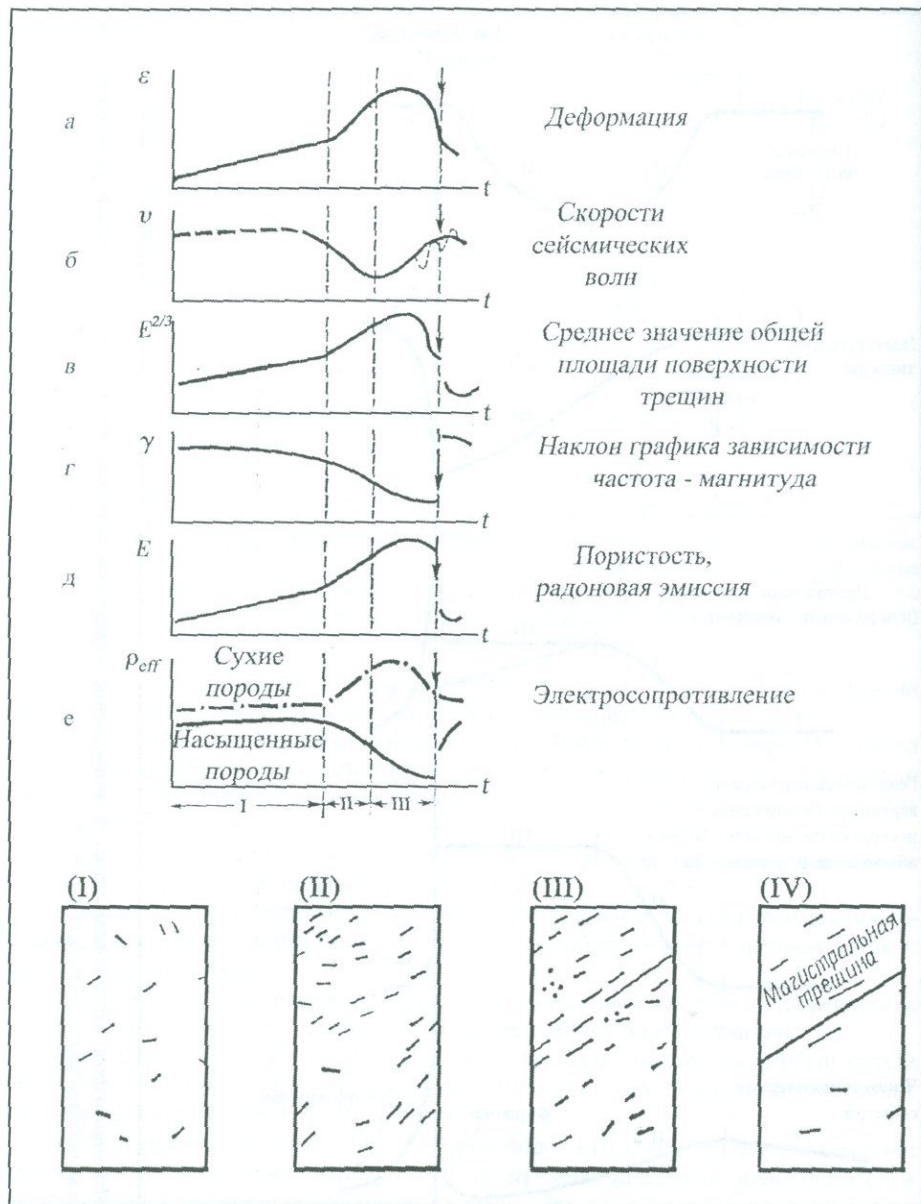 ε
а
Деформация
t
υ
б
Скорости
сейсмических
волн
t
E^2/3
в
Среднее значение общей
площади поверхности
трещин
t
γ
г
Наклон графика зависимости
частота - магнитуда
t
E
д
Пористость,
радоновая эмиссия
t
ρeff
е
Сухие
породы
Насыщенные
породы
Электросопротивление
t
I II III
(I) (II) (III) (IV)
Магистральная
трещина